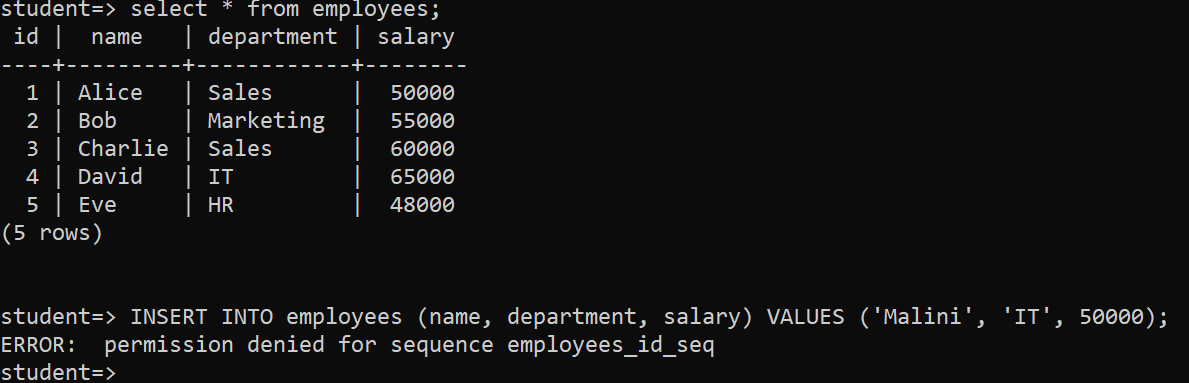 student=> select * from employees;
 id |  name   | department | salary
----+---------+------------+--------
  1 | Alice   | Sales      |  50000
  2 | Bob     | Marketing  |  55000
  3 | Charlie | Sales      |  60000
  4 | David   | IT         |  65000
  5 | Eve     | HR         |  48000
(5 rows)
student=> INSERT INTO employees (name, department, salary) VALUES ('Malini', 'IT', 50000);
ERROR:  permission denied for sequence employees_id_seq
student=>